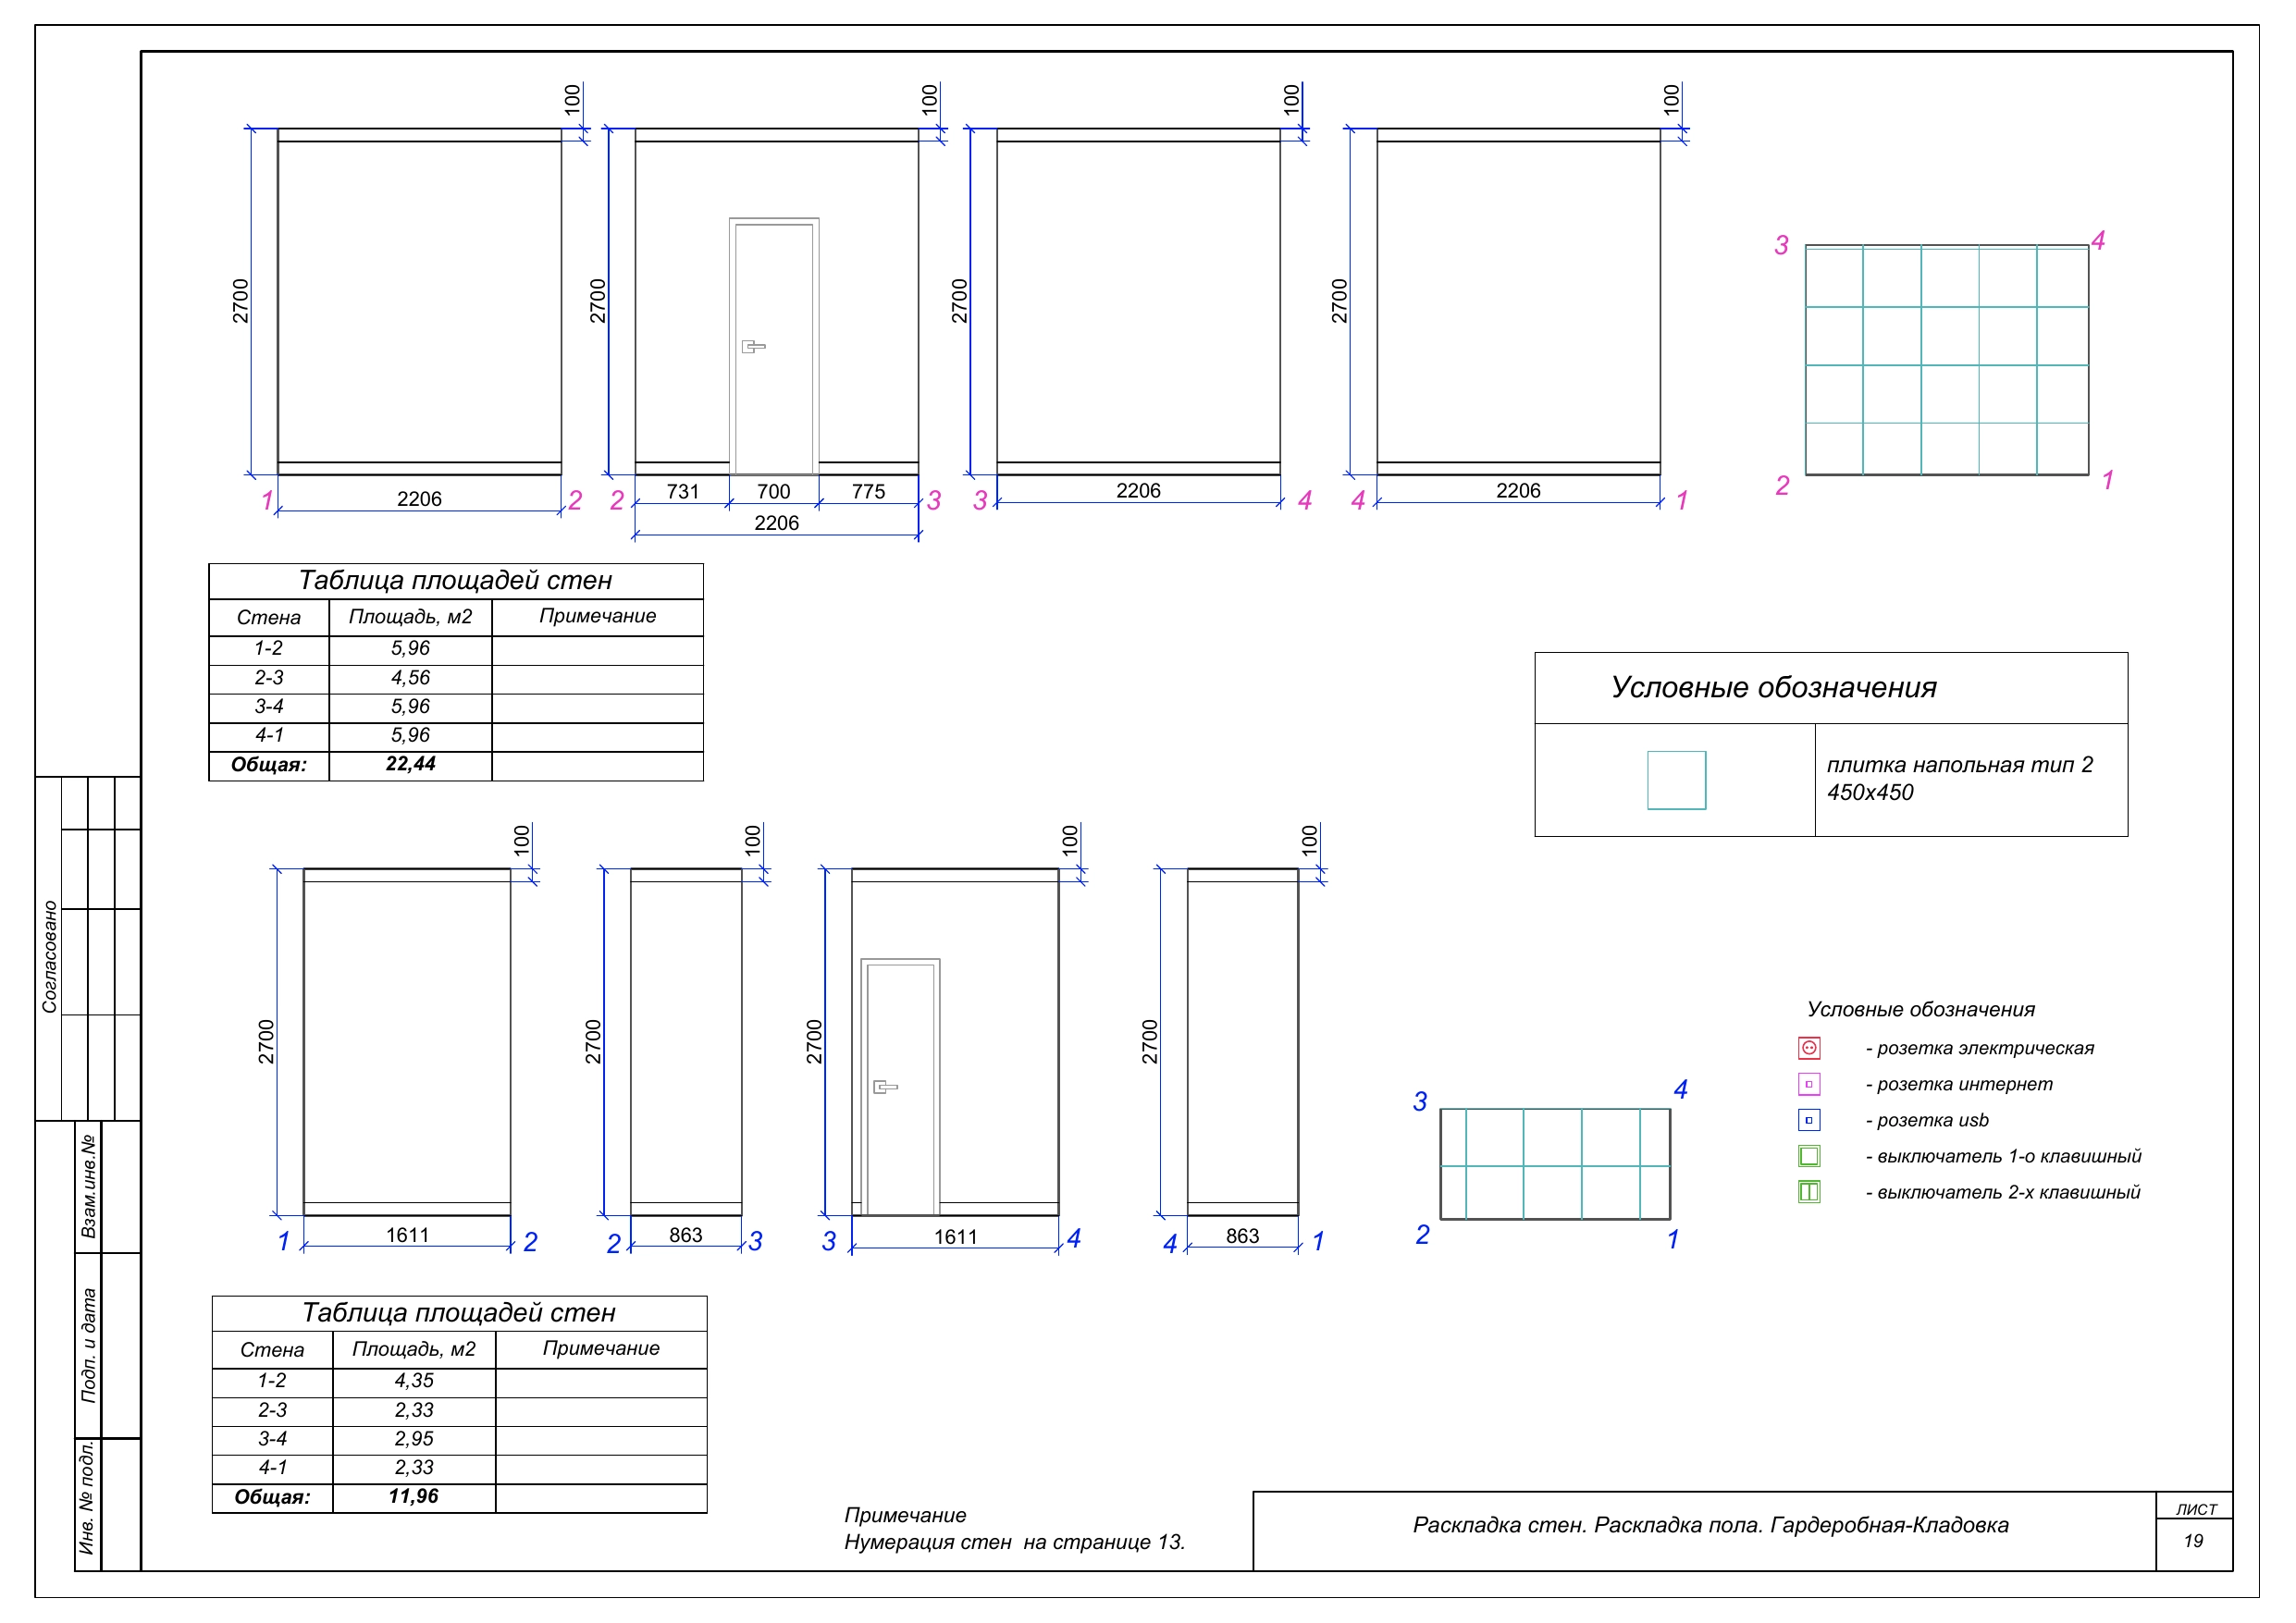 100
100
100
100
2700
2700
2700
2700
3
4
2
1
1
2206
2
2
731
700
775
3
2206
3
2206
4
4
2206
1
Таблица площадей стен
Стена Площадь, м2 Примечание
1-2 5,96
2-3 4,56
3-4 5,96
4-1 5,96
Общая: 22,44
Условные обозначения
плитка напольная тип 2
450х450
100
100
100
100
2700
2700
2700
2700
1
1611
2
2
863
3
3
1611
4
4
863
1
3
4
2
1
Условные обозначения
- розетка электрическая
- розетка интернет
- розетка usb
- выключатель 1-о клавишный
- выключатель 2-х клавишный
Таблица площадей стен
Стена Площадь, м2 Примечание
1-2 4,35
2-3 2,33
3-4 2,95
4-1 2,33
Общая: 11,96
Примечание
Нумерация стен на странице 13.
Раскладка стен. Раскладка пола. Гардеробная-Кладовка
ЛИСТ
19
Согласовано
Взам.инв.№
Подп. и дата
Инв. № подл.